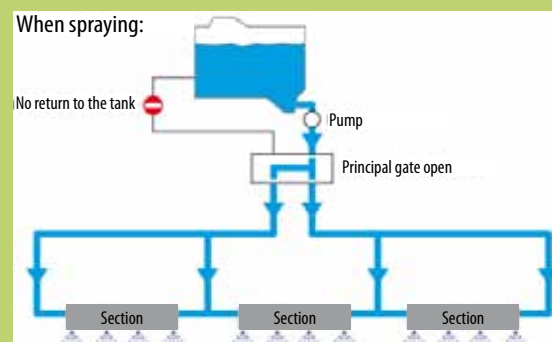 When spraying:
No return to the tank
Pump
Principal gate open
Section
Section
Section